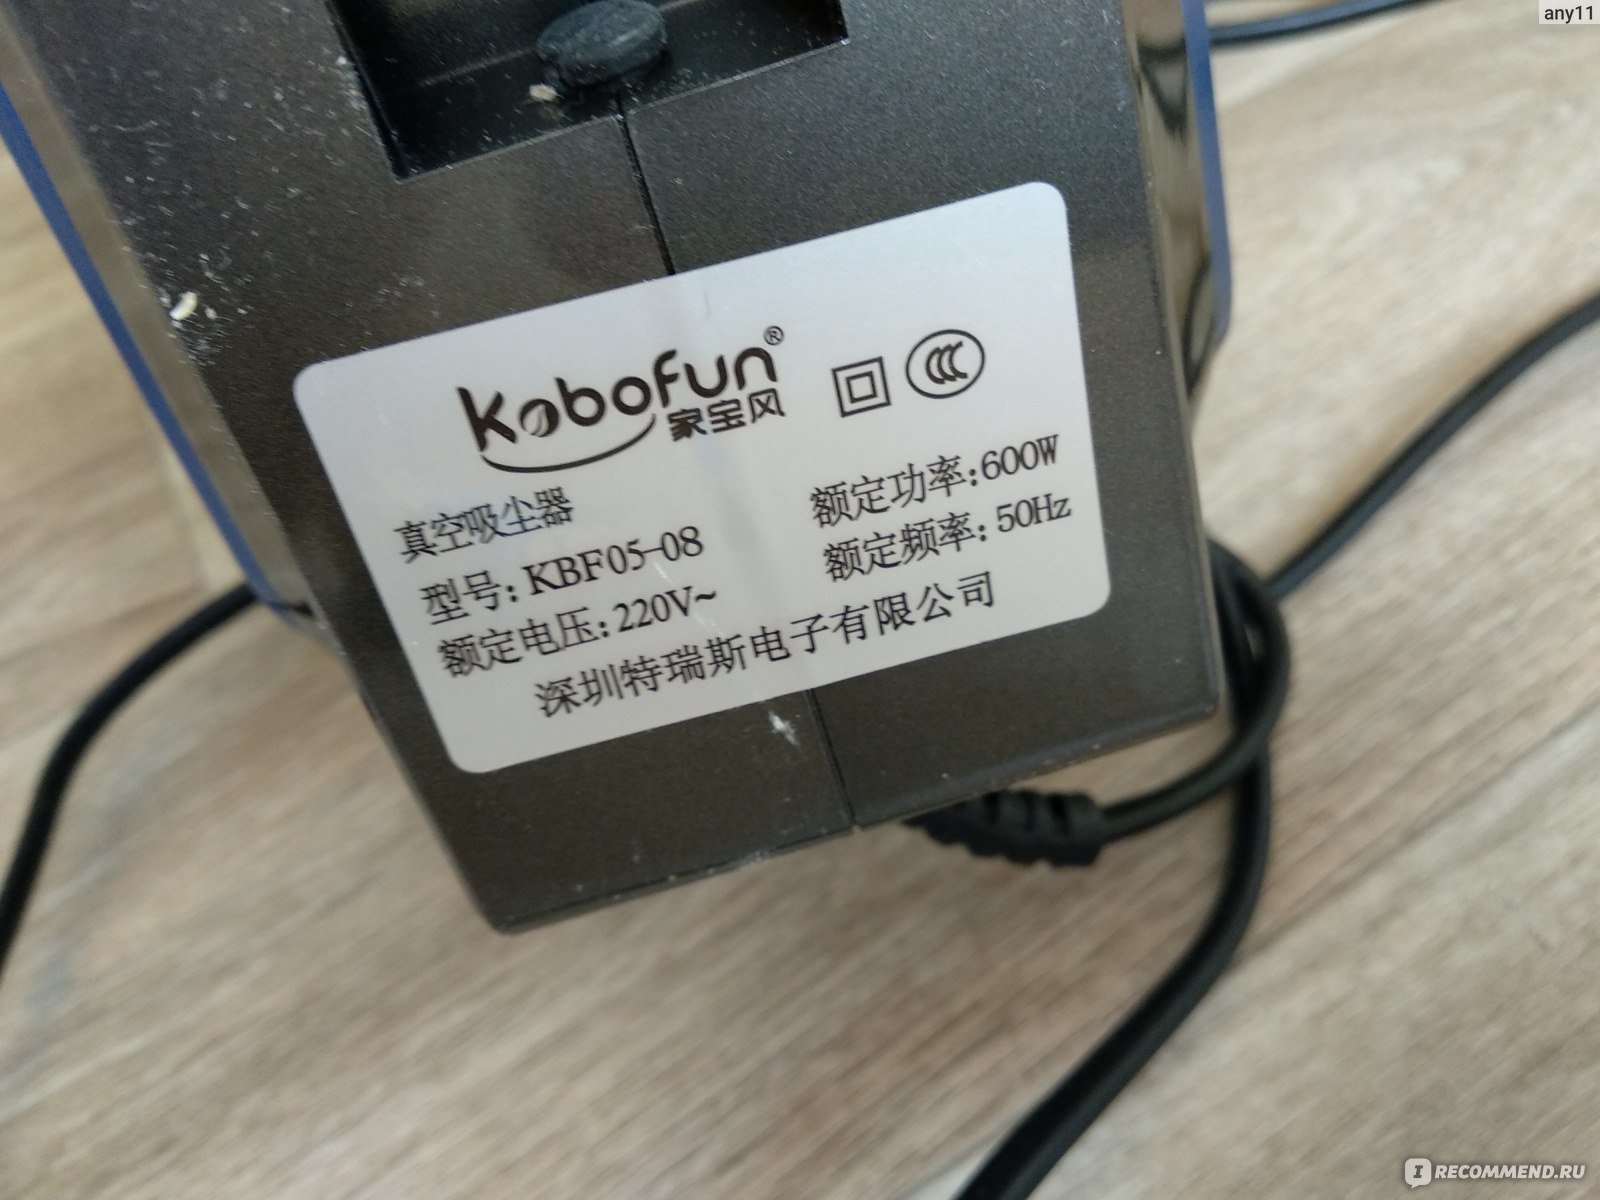 any11
KoboFun®
家宝风
真空吸尘器
额定功率:600W
型号: KBF05-08
额定频率: 50Hz
额定电压: 220V~
深圳特瑞斯电子有限公司
IRECOMMEND.RU